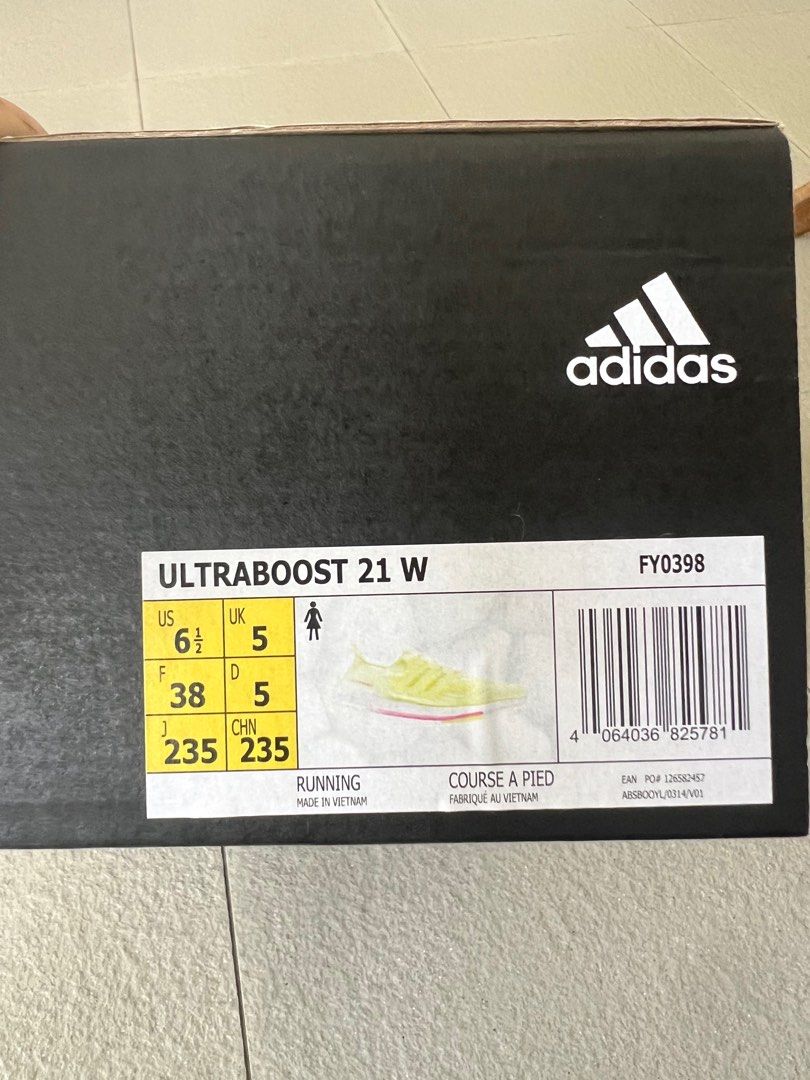 adidas
ULTRABOOST 21 W
FY0398
US 6½
UK 5
F 38
D 5
J 235
CHN 235
4 064036 825781
RUNNING
MADE IN VIETNAM
COURSE A PIED
FABRIQUÉ AU VIETNAM
EAN PO# 126582457
ABSBOOYL/0314/V01